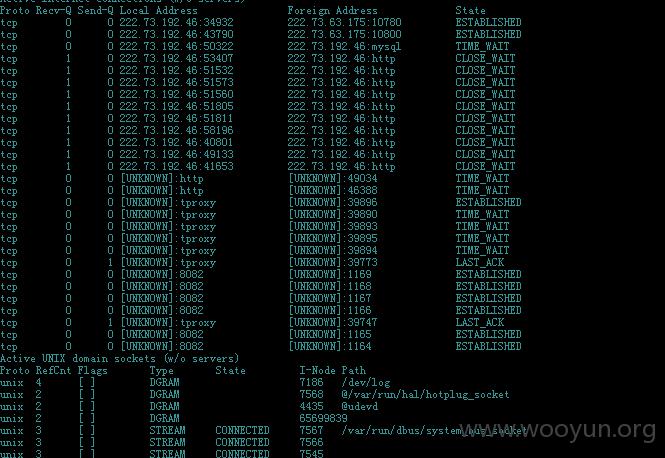 Active Internet connections (w/o servers)
Proto Recv-Q Send-Q Local Address Foreign Address State
tcp 0 0 222.73.192.46:34932 222.73.63.175:10780 ESTABLISHED
tcp 0 0 222.73.192.46:43790 222.73.63.175:10800 ESTABLISHED
tcp 0 0 222.73.192.46:50322 222.73.192.46:mysql TIME_WAIT
tcp 1 0 222.73.192.46:53407 222.73.192.46:http CLOSE_WAIT
tcp 1 0 222.73.192.46:51532 222.73.192.46:http CLOSE_WAIT
tcp 1 0 222.73.192.46:51573 222.73.192.46:http CLOSE_WAIT
tcp 1 0 222.73.192.46:51560 222.73.192.46:http CLOSE_WAIT
tcp 1 0 222.73.192.46:51805 222.73.192.46:http CLOSE_WAIT
tcp 1 0 222.73.192.46:51811 222.73.192.46:http CLOSE_WAIT
tcp 1 0 222.73.192.46:58196 222.73.192.46:http CLOSE_WAIT
tcp 1 0 222.73.192.46:40801 222.73.192.46:http CLOSE_WAIT
tcp 1 0 222.73.192.46:49133 222.73.192.46:http CLOSE_WAIT
tcp 1 0 222.73.192.46:41653 222.73.192.46:http CLOSE_WAIT
tcp 0 0 [UNKNOWN]:http [UNKNOWN]:49034 TIME_WAIT
tcp 0 0 [UNKNOWN]:http [UNKNOWN]:46388 TIME_WAIT
tcp 0 0 [UNKNOWN]:tproxy [UNKNOWN]:39896 ESTABLISHED
tcp 0 0 [UNKNOWN]:tproxy [UNKNOWN]:39890 TIME_WAIT
tcp 0 0 [UNKNOWN]:tproxy [UNKNOWN]:39893 TIME_WAIT
tcp 0 0 [UNKNOWN]:tproxy [UNKNOWN]:39895 TIME_WAIT
tcp 0 0 [UNKNOWN]:tproxy [UNKNOWN]:39894 TIME_WAIT
tcp 0 1 [UNKNOWN]:tproxy [UNKNOWN]:39773 LAST_ACK
tcp 0 0 [UNKNOWN]:8082 [UNKNOWN]:1169 ESTABLISHED
tcp 0 0 [UNKNOWN]:8082 [UNKNOWN]:1168 ESTABLISHED
tcp 0 0 [UNKNOWN]:8082 [UNKNOWN]:1167 ESTABLISHED
tcp 0 0 [UNKNOWN]:8082 [UNKNOWN]:1166 ESTABLISHED
tcp 0 1 [UNKNOWN]:tproxy [UNKNOWN]:39747 LAST_ACK
tcp 0 0 [UNKNOWN]:8082 [UNKNOWN]:1165 ESTABLISHED
tcp 0 0 [UNKNOWN]:8082 [UNKNOWN]:1164 ESTABLISHED
Active UNIX domain sockets (w/o servers)
Proto RefCnt Flags Type State I-Node Path
unix 4 [ ] DGRAM 7186 /dev/log
unix 2 [ ] DGRAM 7568 @/var/run/hal/hotplug_socket
unix 2 [ ] DGRAM 4435 @udevd
unix 2 [ ] DGRAM 65699839
unix 3 [ ] STREAM CONNECTED 7567 /var/run/dbus/system_bus_socket
unix 3 [ ] STREAM CONNECTED 7566
unix 3 [ ] STREAM CONNECTED 7545
www.wooyun.org